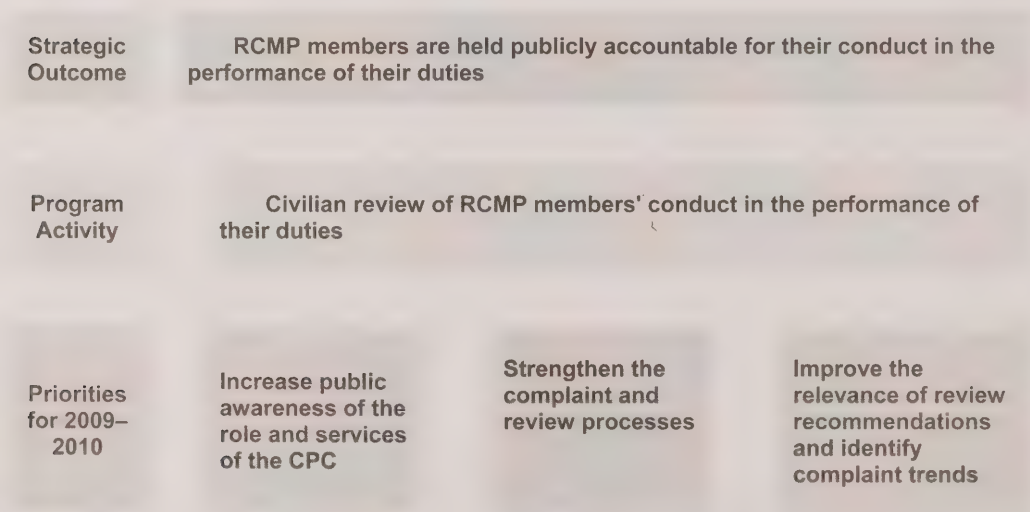 Strategic
Outcome
RCMP members are held publicly accountable for their conduct in the
performance of their duties
Program
Activity
Civilian review of RCMP members' conduct in the performance of
their duties
Priorities
for 2009–
2010
Increase public
awareness of the
role and services
of the CPC
Strengthen the
complaint and
review processes
Improve the
relevance of review
recommendations
and identify
complaint trends